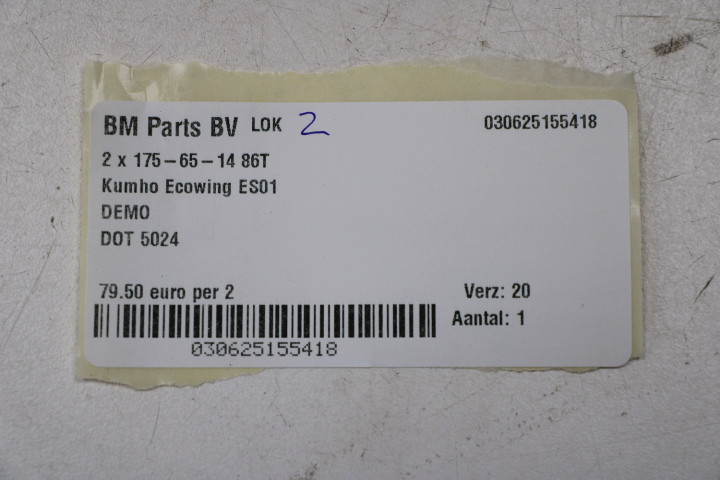 BM Parts BV LOK 2 030625155418
2 x 175-65-14 86T
Kumho Ecowing ES01
DEMO
DOT 5024
79.50 euro per 2 Verz: 20
Aantal: 1
030625155418